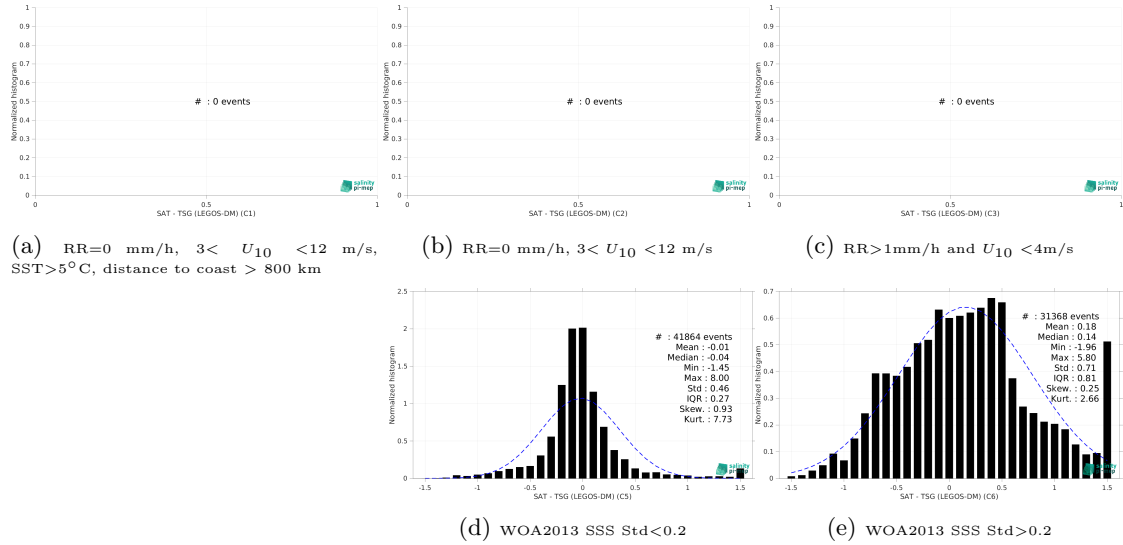 1
0.9
0.8
0.7
0.6
0.5
0.4
0.3
0.2
0.1
0
Normalized histogram
# : 0 events
salinity
pi-mep
0 0.5 1
SAT - TSG (LEGOS-DM) (C1)
(a) RR=0 mm/h, 3< U10 <12 m/s,
SST>5°C, distance to coast > 800 km
1
0.9
0.8
0.7
0.6
0.5
0.4
0.3
0.2
0.1
0
Normalized histogram
# : 0 events
salinity
pi-mep
0 0.5 1
SAT - TSG (LEGOS-DM) (C2)
(b) RR=0 mm/h, 3< U10 <12 m/s
1
0.9
0.8
0.7
0.6
0.5
0.4
0.3
0.2
0.1
0
Normalized histogram
# : 0 events
salinity
pi-mep
0 0.5 1
SAT - TSG (LEGOS-DM) (C3)
(c) RR>1mm/h and U10 <4m/s
2.5
2
1.5
1
0.5
0
Normalized histogram
# : 41864 events
Mean : -0.01
Median : -0.04
Min : -1.45
Max : 8.00
Std : 0.46
IQR : 0.27
Skew. : 0.93
Kurt. : 7.73
salinity
pi-mep
-1.5 -1 -0.5 0 0.5 1 1.5
SAT - TSG (LEGOS-DM) (C5)
(d) WOA2013 SSS Std<0.2
0.7
0.6
0.5
0.4
0.3
0.2
0.1
0
Normalized histogram
# : 31368 events
Mean : 0.18
Median : 0.14
Min : -1.96
Max : 5.80
Std : 0.71
IQR : 0.81
Skew. : 0.25
Kurt. : 2.66
-1.5 -1 -0.5 0 0.5 1 1.5
SAT - TSG (LEGOS-DM) (C6)
(e) WOA2013 SSS Std>0.2